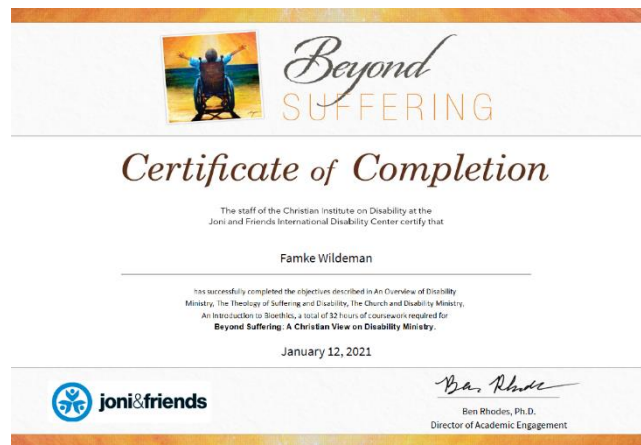 Beyond
SUFFERING
Certificate of Completion
The staff of the Christian Institute on Disability at the
Joni and Friends International Disability Center certify that
Famke Wildeman
has successfully completed the objectives described in An Overview of Disability
Ministry, The Theology of Suffering and Disability, The Church and Disability Ministry,
An Introduction to Bioethics, a total of 32 hours of coursework required for
Beyond Suffering: A Christian View on Disability Ministry.
January 12, 2021
joni&friends
Ben Rhodes
Ben Rhodes, Ph.D.
Director of Academic Engagement